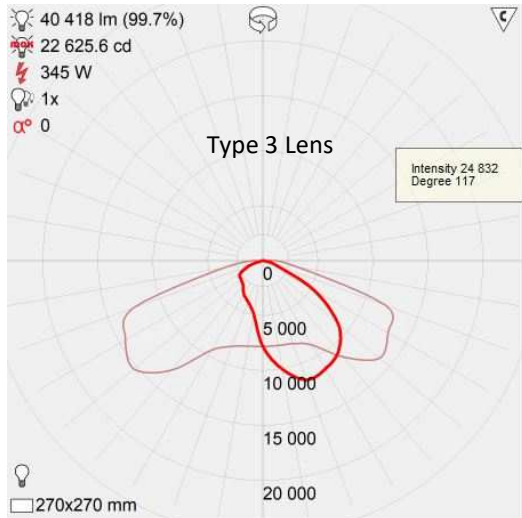 40 418 lm (99.7%)
C
max
22 625.6 cd
345 W
1x
α° 0
Type 3 Lens
Intensity 24 832
Degree 117
0
5 000
10 000
15 000
20 000
270x270 mm